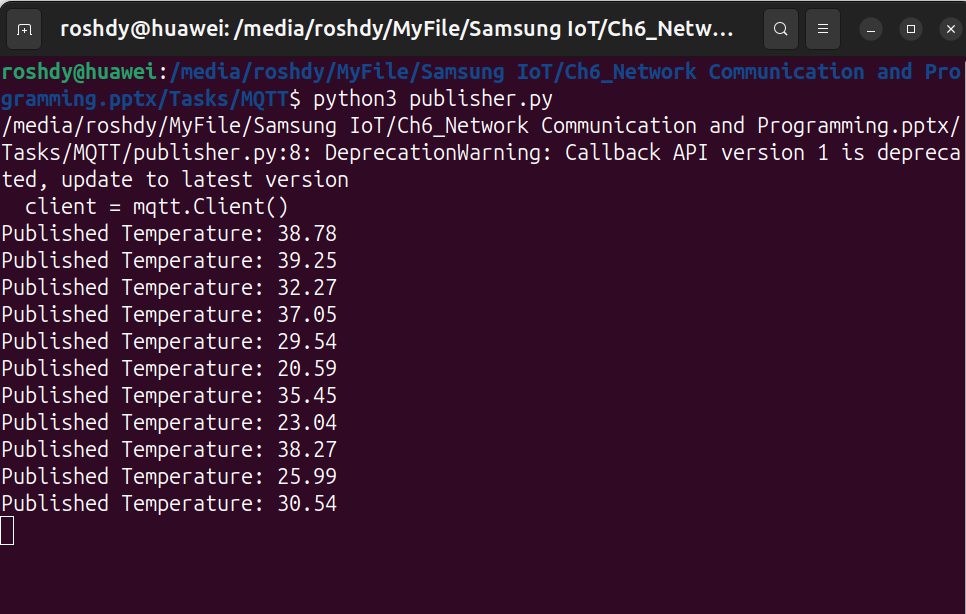 roshdy@huawei: /media/roshdy/MyFile/Samsung IoT/Ch6_Netw...
roshdy@huawei:/media/roshdy/MyFile/Samsung IoT/Ch6_Network Communication and Pro
gramming.pptx/Tasks/MQTT$ python3 publisher.py
/media/roshdy/MyFile/Samsung IoT/Ch6_Network Communication and Programming.pptx/
Tasks/MQTT/publisher.py:8: DeprecationWarning: Callback API version 1 is depreca
ted, update to latest version
  client = mqtt.Client()
Published Temperature: 38.78
Published Temperature: 39.25
Published Temperature: 32.27
Published Temperature: 37.05
Published Temperature: 29.54
Published Temperature: 20.59
Published Temperature: 35.45
Published Temperature: 23.04
Published Temperature: 38.27
Published Temperature: 25.99
Published Temperature: 30.54